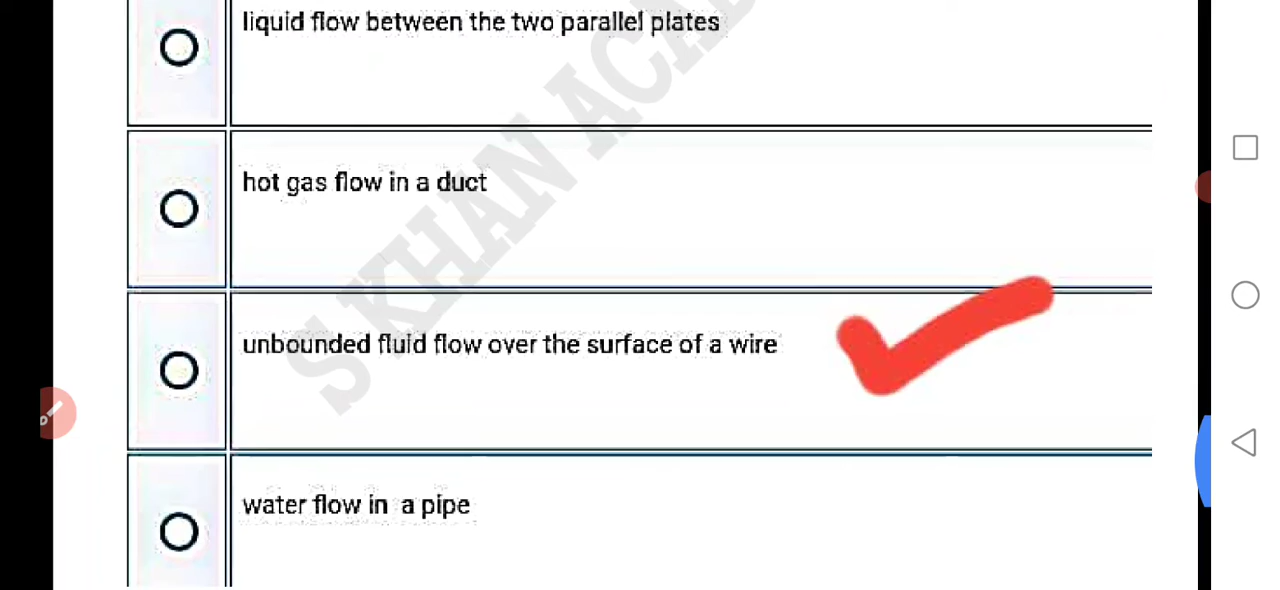 liquid flow between the two parallel plates
hot gas flow in a duct
unbounded fluid flow over the surface of a wire
water flow in a pipe
S KHAN